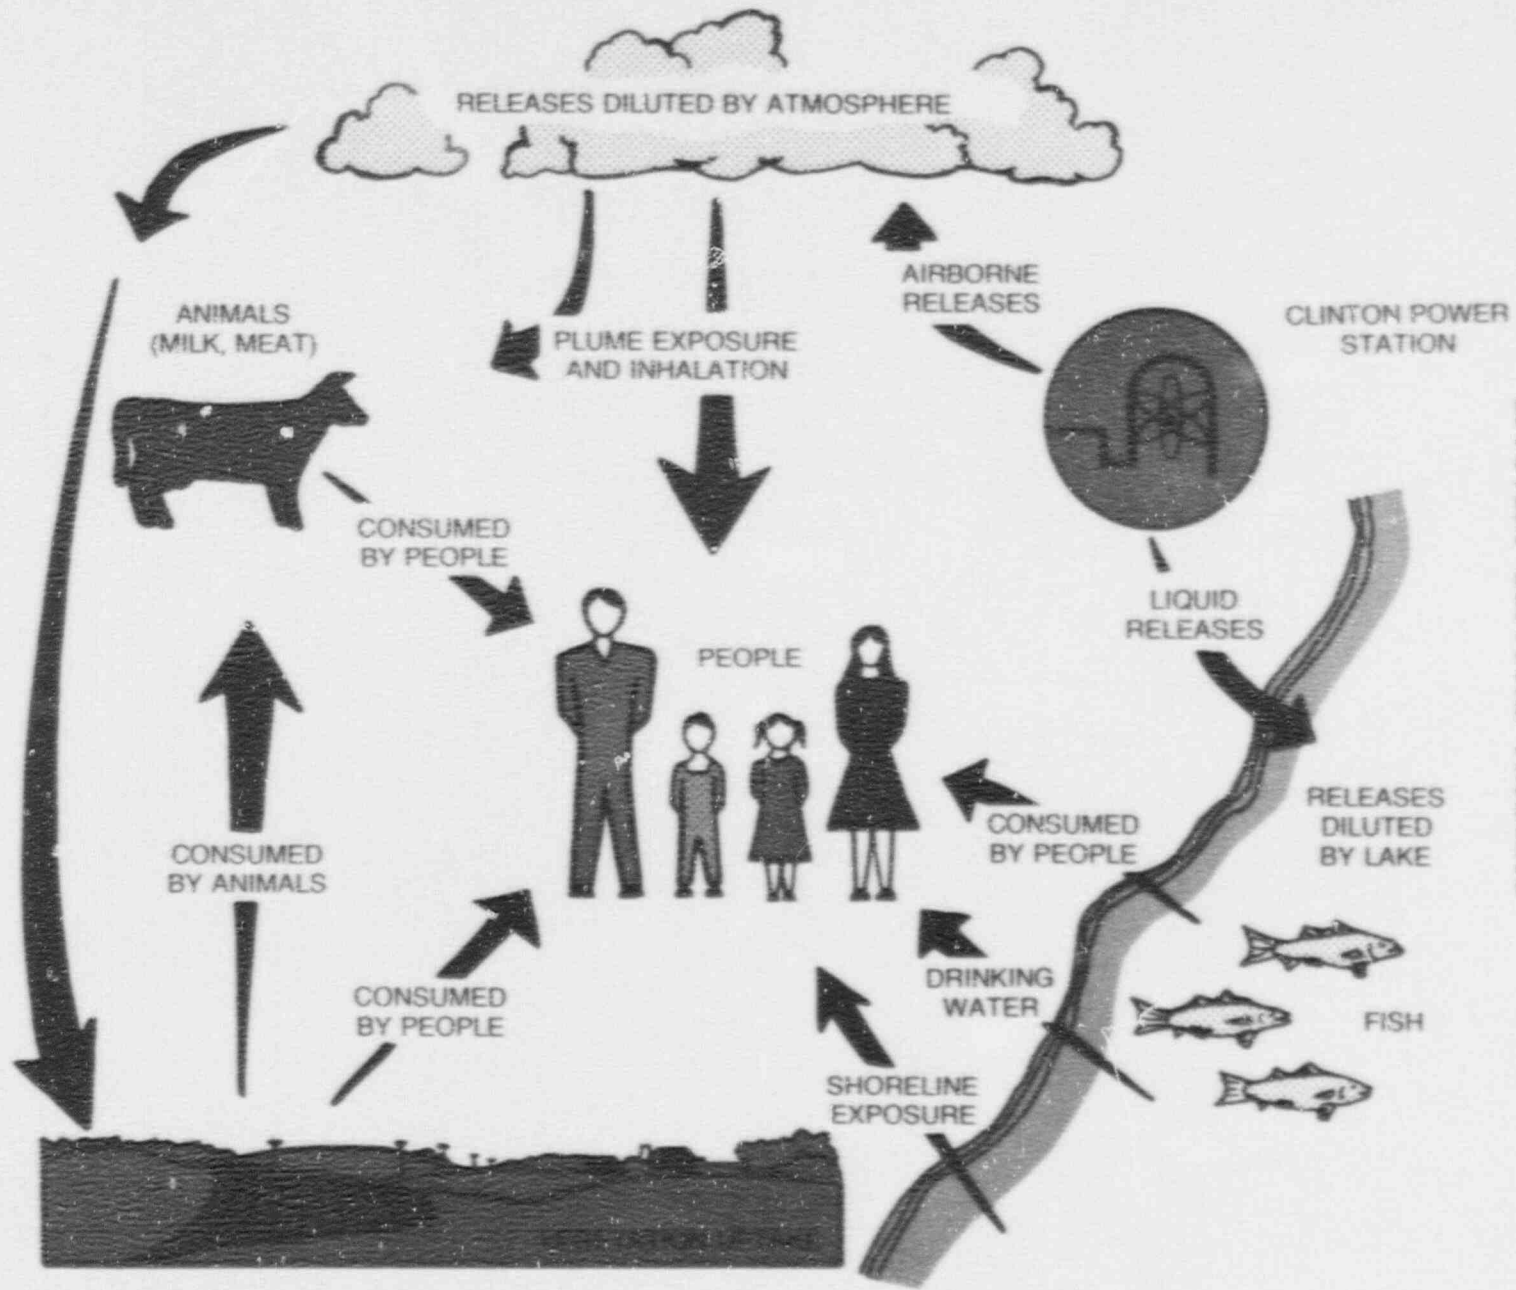 RELEASES DILUTED BY ATMOSPHERE
AIRBORNE
RELEASES
CLINTON POWER
STATION
ANIMALS
(MILK, MEAT)
PLUME EXPOSURE
AND INHALATION
CONSUMED
BY PEOPLE
LIQUID
RELEASES
PEOPLE
RELEASES
DILUTED
BY LAKE
CONSUMED
BY PEOPLE
CONSUMED
BY ANIMALS
DRINKING
WATER
CONSUMED
BY PEOPLE
FISH
SHORELINE
EXPOSURE